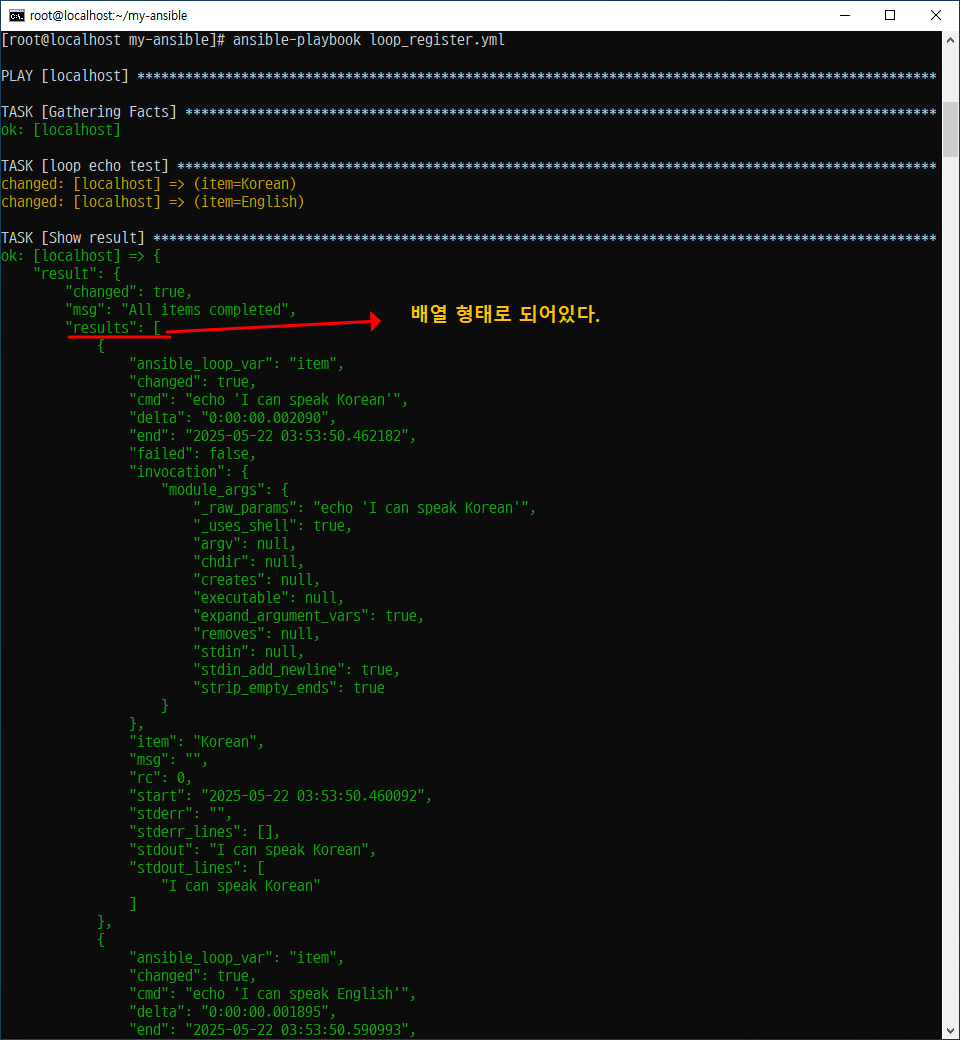 root@localhost:~/my-ansible
[root@localhost my-ansible]# ansible-playbook loop_register.yml
PLAY [localhost] ****************************************************************************************************
TASK [Gathering Facts] **********************************************************************************************
ok: [localhost]
TASK [loop echo test] ***********************************************************************************************
changed: [localhost] => (item=Korean)
changed: [localhost] => (item=English)
TASK [Show result] **************************************************************************************************
ok: [localhost] => {
    "result": {
        "changed": true,
        "msg": "All items completed",
        "results": [ 배열 형태로 되어있다.
            {
                "ansible_loop_var": "item",
                "changed": true,
                "cmd": "echo 'I can speak Korean'",
                "delta": "0:00:00.002090",
                "end": "2025-05-22 03:53:50.462182",
                "failed": false,
                "invocation": {
                    "module_args": {
                        "_raw_params": "echo 'I can speak Korean'",
                        "_uses_shell": true,
                        "argv": null,
                        "chdir": null,
                        "creates": null,
                        "executable": null,
                        "expand_argument_vars": true,
                        "removes": null,
                        "stdin": null,
                        "stdin_add_newline": true,
                        "strip_empty_ends": true
                    }
                },
                "item": "Korean",
                "msg": "",
                "rc": 0,
                "start": "2025-05-22 03:53:50.460092",
                "stderr": "",
                "stderr_lines": [],
                "stdout": "I can speak Korean",
                "stdout_lines": [
                    "I can speak Korean"
                ]
            },
            {
                "ansible_loop_var": "item",
                "changed": true,
                "cmd": "echo 'I can speak English'",
                "delta": "0:00:00.001895",
                "end": "2025-05-22 03:53:50.590993",